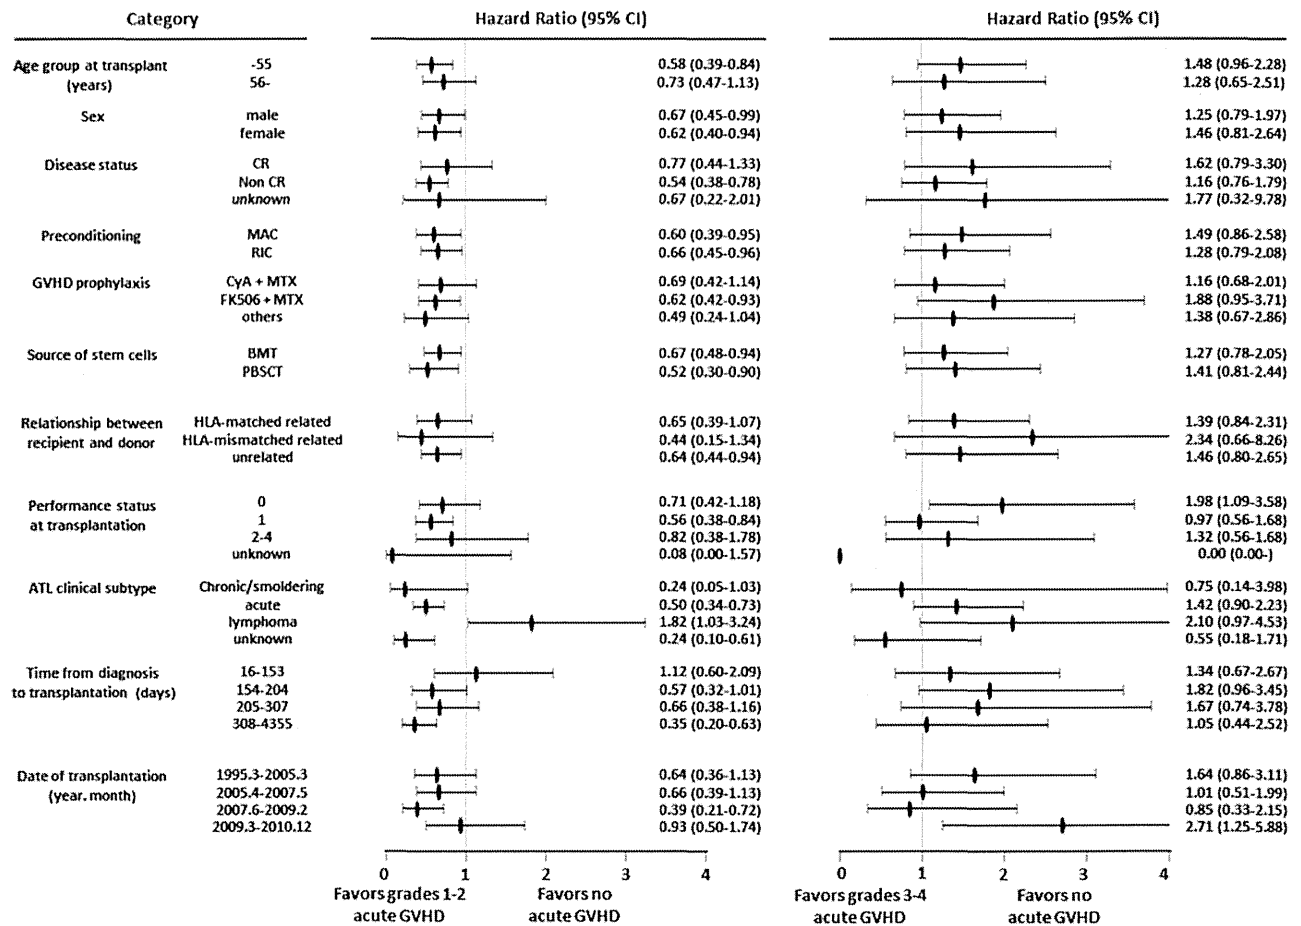 Category Hazard Ratio (95% CI) Hazard Ratio (95% CI)
Age group at transplant -55 0.58 (0.39-0.84) 1.48 (0.96-2.28)
(years) 56- 0.73 (0.47-1.13) 1.28 (0.65-2.51)
Sex male 0.67 (0.45-0.99) 1.25 (0.79-1.97)
female 0.62 (0.40-0.94) 1.46 (0.81-2.64)
Disease status CR 0.77 (0.44-1.33) 1.62 (0.79-3.30)
Non CR 0.54 (0.38-0.78) 1.16 (0.76-1.79)
unknown 0.67 (0.22-2.01) 1.77 (0.32-9.78)
Preconditioning MAC 0.60 (0.39-0.95) 1.49 (0.86-2.58)
RIC 0.66 (0.45-0.96) 1.28 (0.79-2.08)
GVHD prophylaxis CyA + MTX 0.69 (0.42-1.14) 1.16 (0.68-2.01)
FK506 + MTX 0.62 (0.42-0.93) 1.88 (0.95-3.71)
others 0.49 (0.24-1.04) 1.38 (0.67-2.86)
Source of stem cells BMT 0.67 (0.48-0.94) 1.27 (0.78-2.05)
PBSCT 0.52 (0.30-0.90) 1.41 (0.81-2.44)
Relationship between HLA-matched related 0.65 (0.39-1.07) 1.39 (0.84-2.31)
recipient and donor HLA-mismatched related 0.44 (0.15-1.34) 2.34 (0.66-8.26)
unrelated 0.64 (0.44-0.94) 1.46 (0.80-2.65)
Performance status 0 0.71 (0.42-1.18) 1.98 (1.09-3.58)
at transplantation 1 0.56 (0.38-0.84) 0.97 (0.56-1.68)
2-4 0.82 (0.38-1.78) 1.32 (0.56-1.68)
unknown 0.08 (0.00-1.57) 0.00 (0.00-)
ATL clinical subtype Chronic/smoldering 0.24 (0.05-1.03) 0.75 (0.14-3.98)
acute 0.50 (0.34-0.73) 1.42 (0.90-2.23)
lymphoma 1.82 (1.03-3.24) 2.10 (0.97-4.53)
unknown 0.24 (0.10-0.61) 0.55 (0.18-1.71)
Time from diagnosis 16-153 1.12 (0.60-2.09) 1.34 (0.67-2.67)
to transplantation (days) 154-204 0.57 (0.32-1.01) 1.82 (0.96-3.45)
205-307 0.66 (0.38-1.16) 1.67 (0.74-3.78)
308-4355 0.35 (0.20-0.63) 1.05 (0.44-2.52)
Date of transplantation 1995.3-2005.3 0.64 (0.36-1.13) 1.64 (0.86-3.11)
(year. month) 2005.4-2007.5 0.66 (0.39-1.13) 1.01 (0.51-1.99)
2007.6-2009.2 0.39 (0.21-0.72) 0.85 (0.33-2.15)
2009.3-2010.12 0.93 (0.50-1.74) 2.71 (1.25-5.88)
0 1 2 3 4 0 1 2 3 4
Favors grades 1-2 Favors no Favors grades 3-4 Favors no
acute GVHD acute GVHD acute GVHD acute GVHD